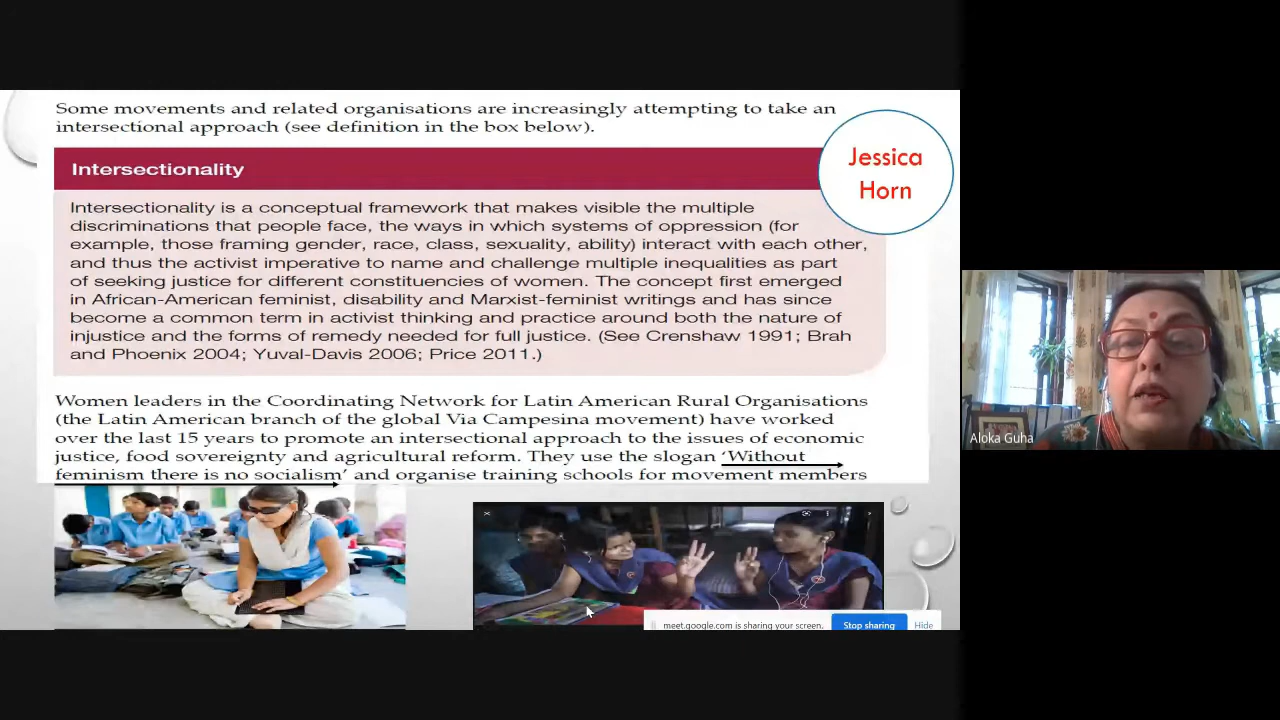 Some movements and related organisations are increasingly attempting to take an
intersectional approach (see definition in the box below).
Jessica
Horn
Intersectionality
Intersectionality is a conceptual framework that makes visible the multiple
discriminations that people face, the ways in which systems of oppression (for
example, those framing gender, race, class, sexuality, ability) interact with each other,
and thus the activist imperative to name and challenge multiple inequalities as part
of seeking justice for different constituencies of women. The concept first emerged
in African-American feminist, disability and Marxist-feminist writings and has since
become a common term in activist thinking and practice around both the nature of
injustice and the forms of remedy needed for full justice. (See Crenshaw 1991; Brah
and Phoenix 2004; Yuval-Davis 2006; Price 2011.)
Women leaders in the Coordinating Network for Latin American Rural Organisations
(the Latin American branch of the global Via Campesina movement) have worked
over the last 15 years to promote an intersectional approach to the issues of economic
justice, food sovereignty and agricultural reform. They use the slogan ‘Without
feminism there is no socialism’ and organise training schools for movement members
meet.google.com is sharing your screen.
Stop sharing
Hide
Aloka Guha